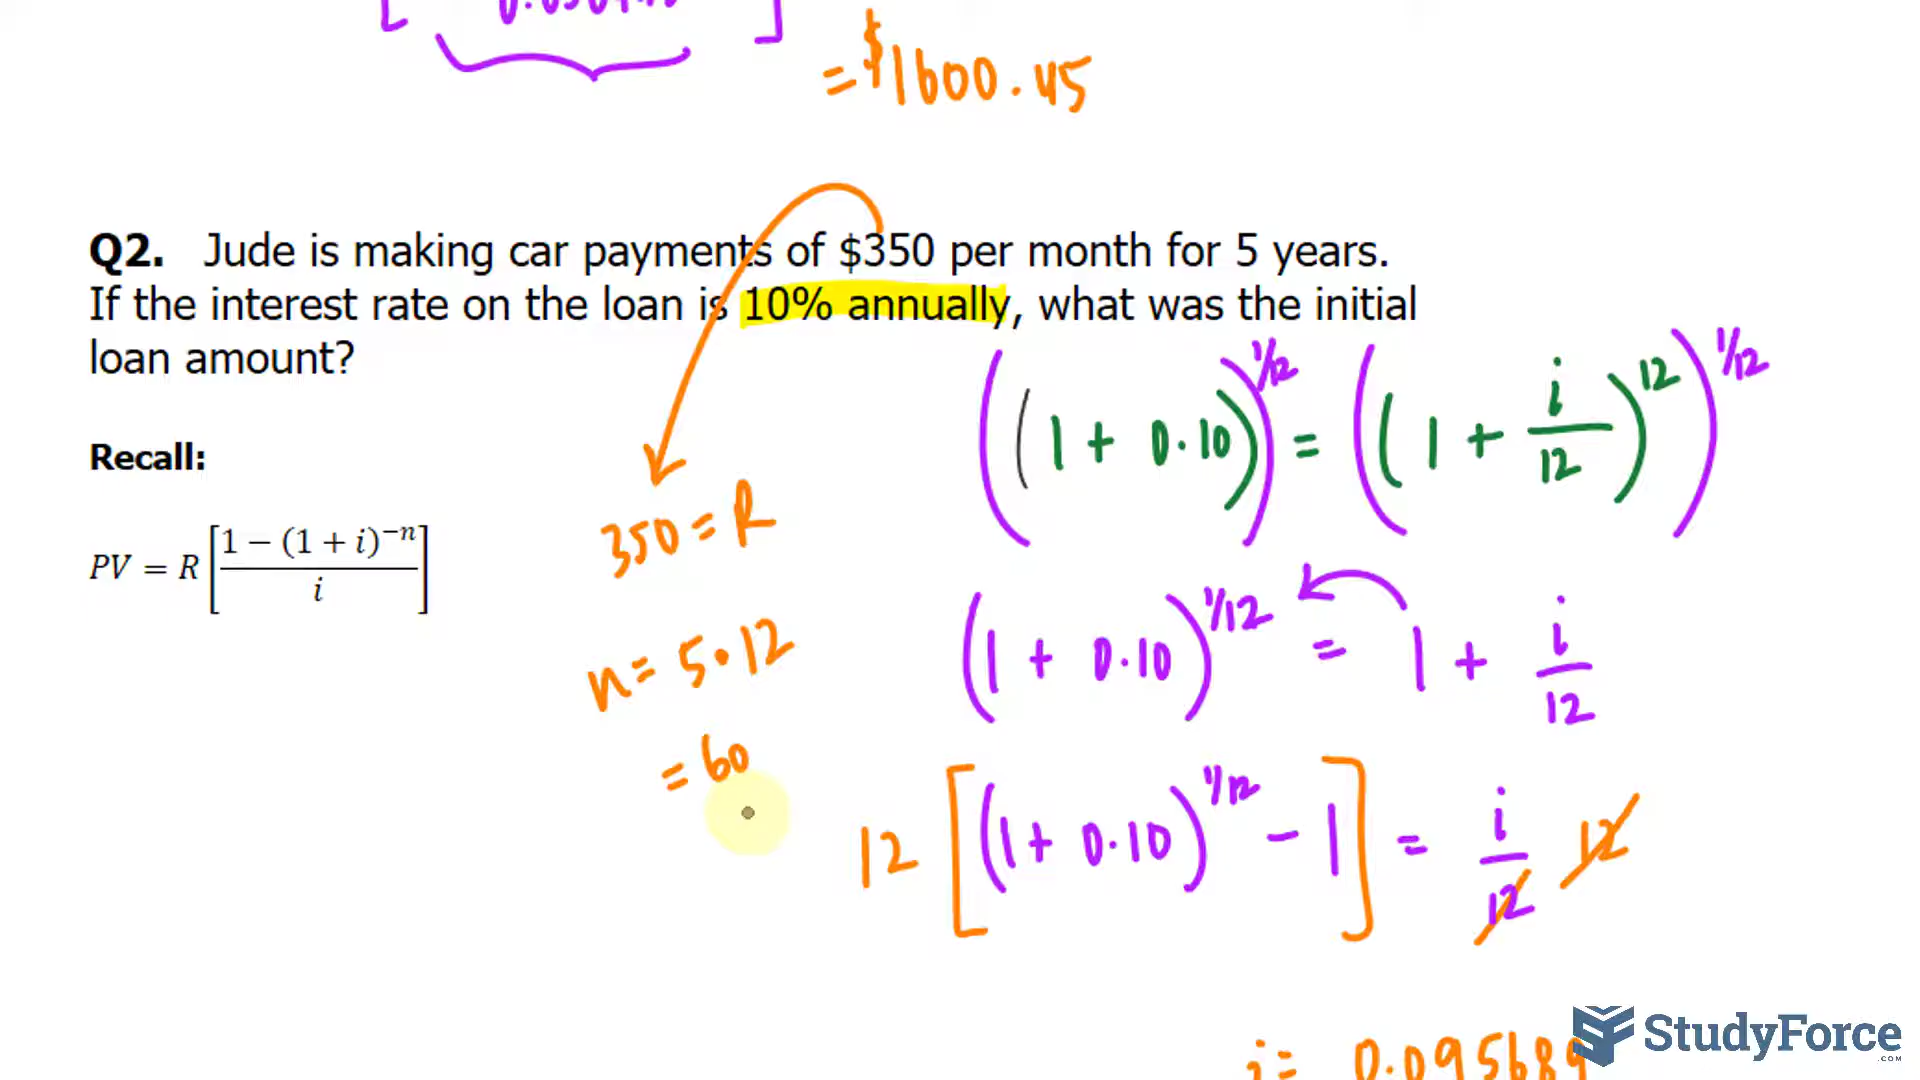 = $1600.45
Q2. Jude is making car payments of $350 per month for 5 years.
If the interest rate on the loan is 10% annually, what was the initial
loan amount?
((1 + 0.10))^1/12 = ((1 + i/12)^12)^1/12
Recall:
350 = R
PV = R [1 − (1 + i)^−n / i]
n = 5·12
(1 + 0.10)^1/12 = 1 + i/12
= 60
12 [(1 + 0.10)^1/12 − 1] = i/12 12
i = 0.095689
StudyForce
.COM